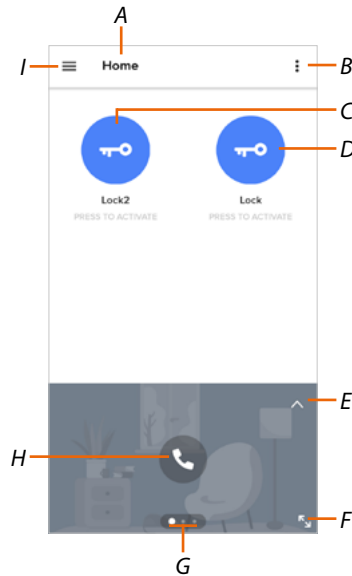 A
I
Home
B
C
D
Lock2
Lock
PRESS TO ACTIVATE
PRESS TO ACTIVATE
E
H
F
G